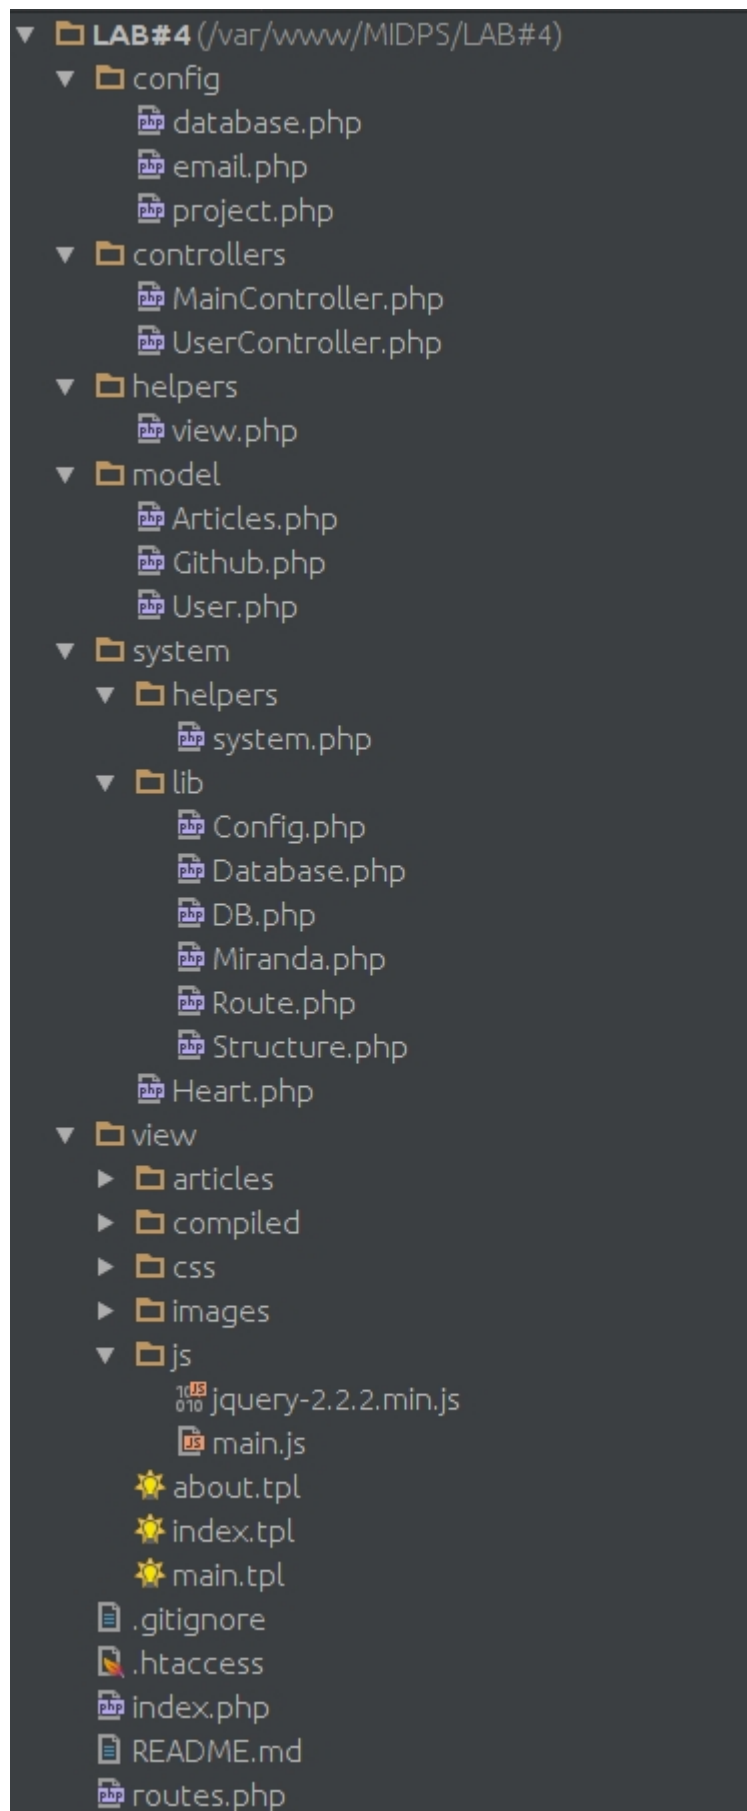 LAB#4 (/var/www/MIDPS/LAB#4)
config
database.php
email.php
project.php
controllers
MainController.php
UserController.php
helpers
view.php
model
Articles.php
Github.php
User.php
system
helpers
system.php
lib
Config.php
Database.php
DB.php
Miranda.php
Route.php
Structure.php
Heart.php
view
articles
compiled
css
images
js
jquery-2.2.2.min.js
main.js
about.tpl
index.tpl
main.tpl
.gitignore
.htaccess
index.php
README.md
routes.php